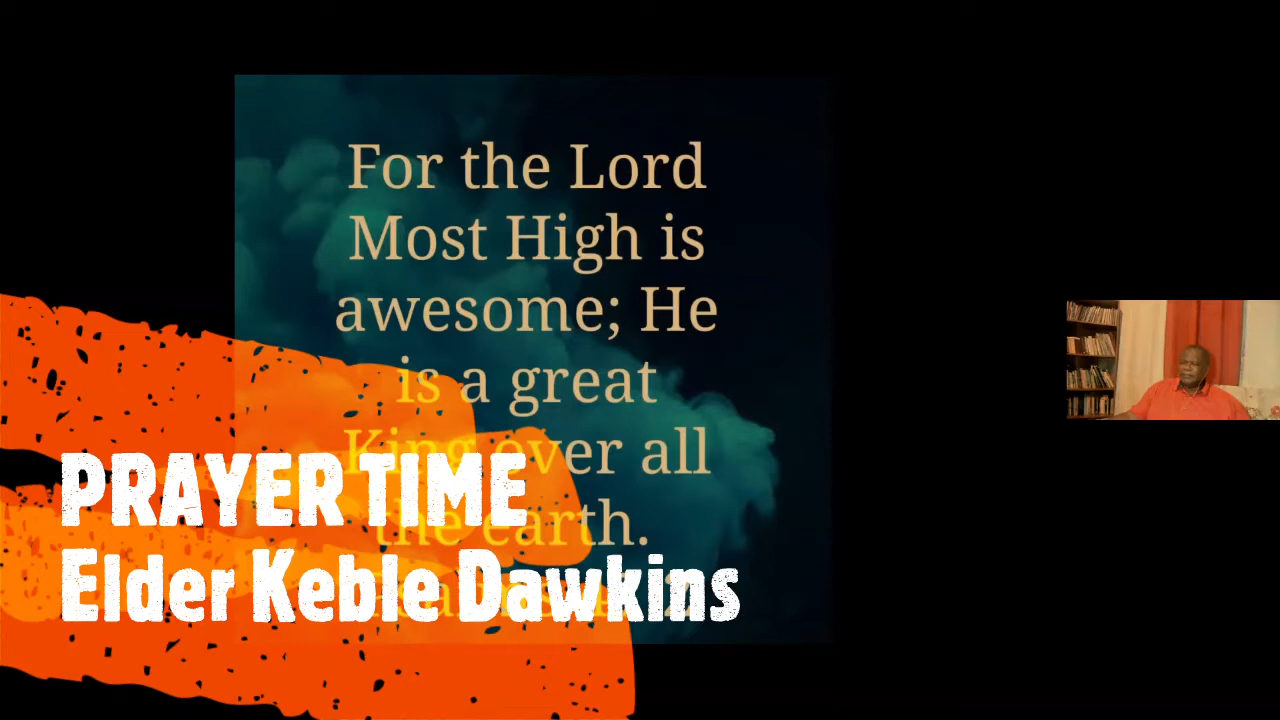 For the Lord
Most High is
awesome; He
is a great
King over all
the earth.
PRAYER TIME
Elder Keble Dawkins